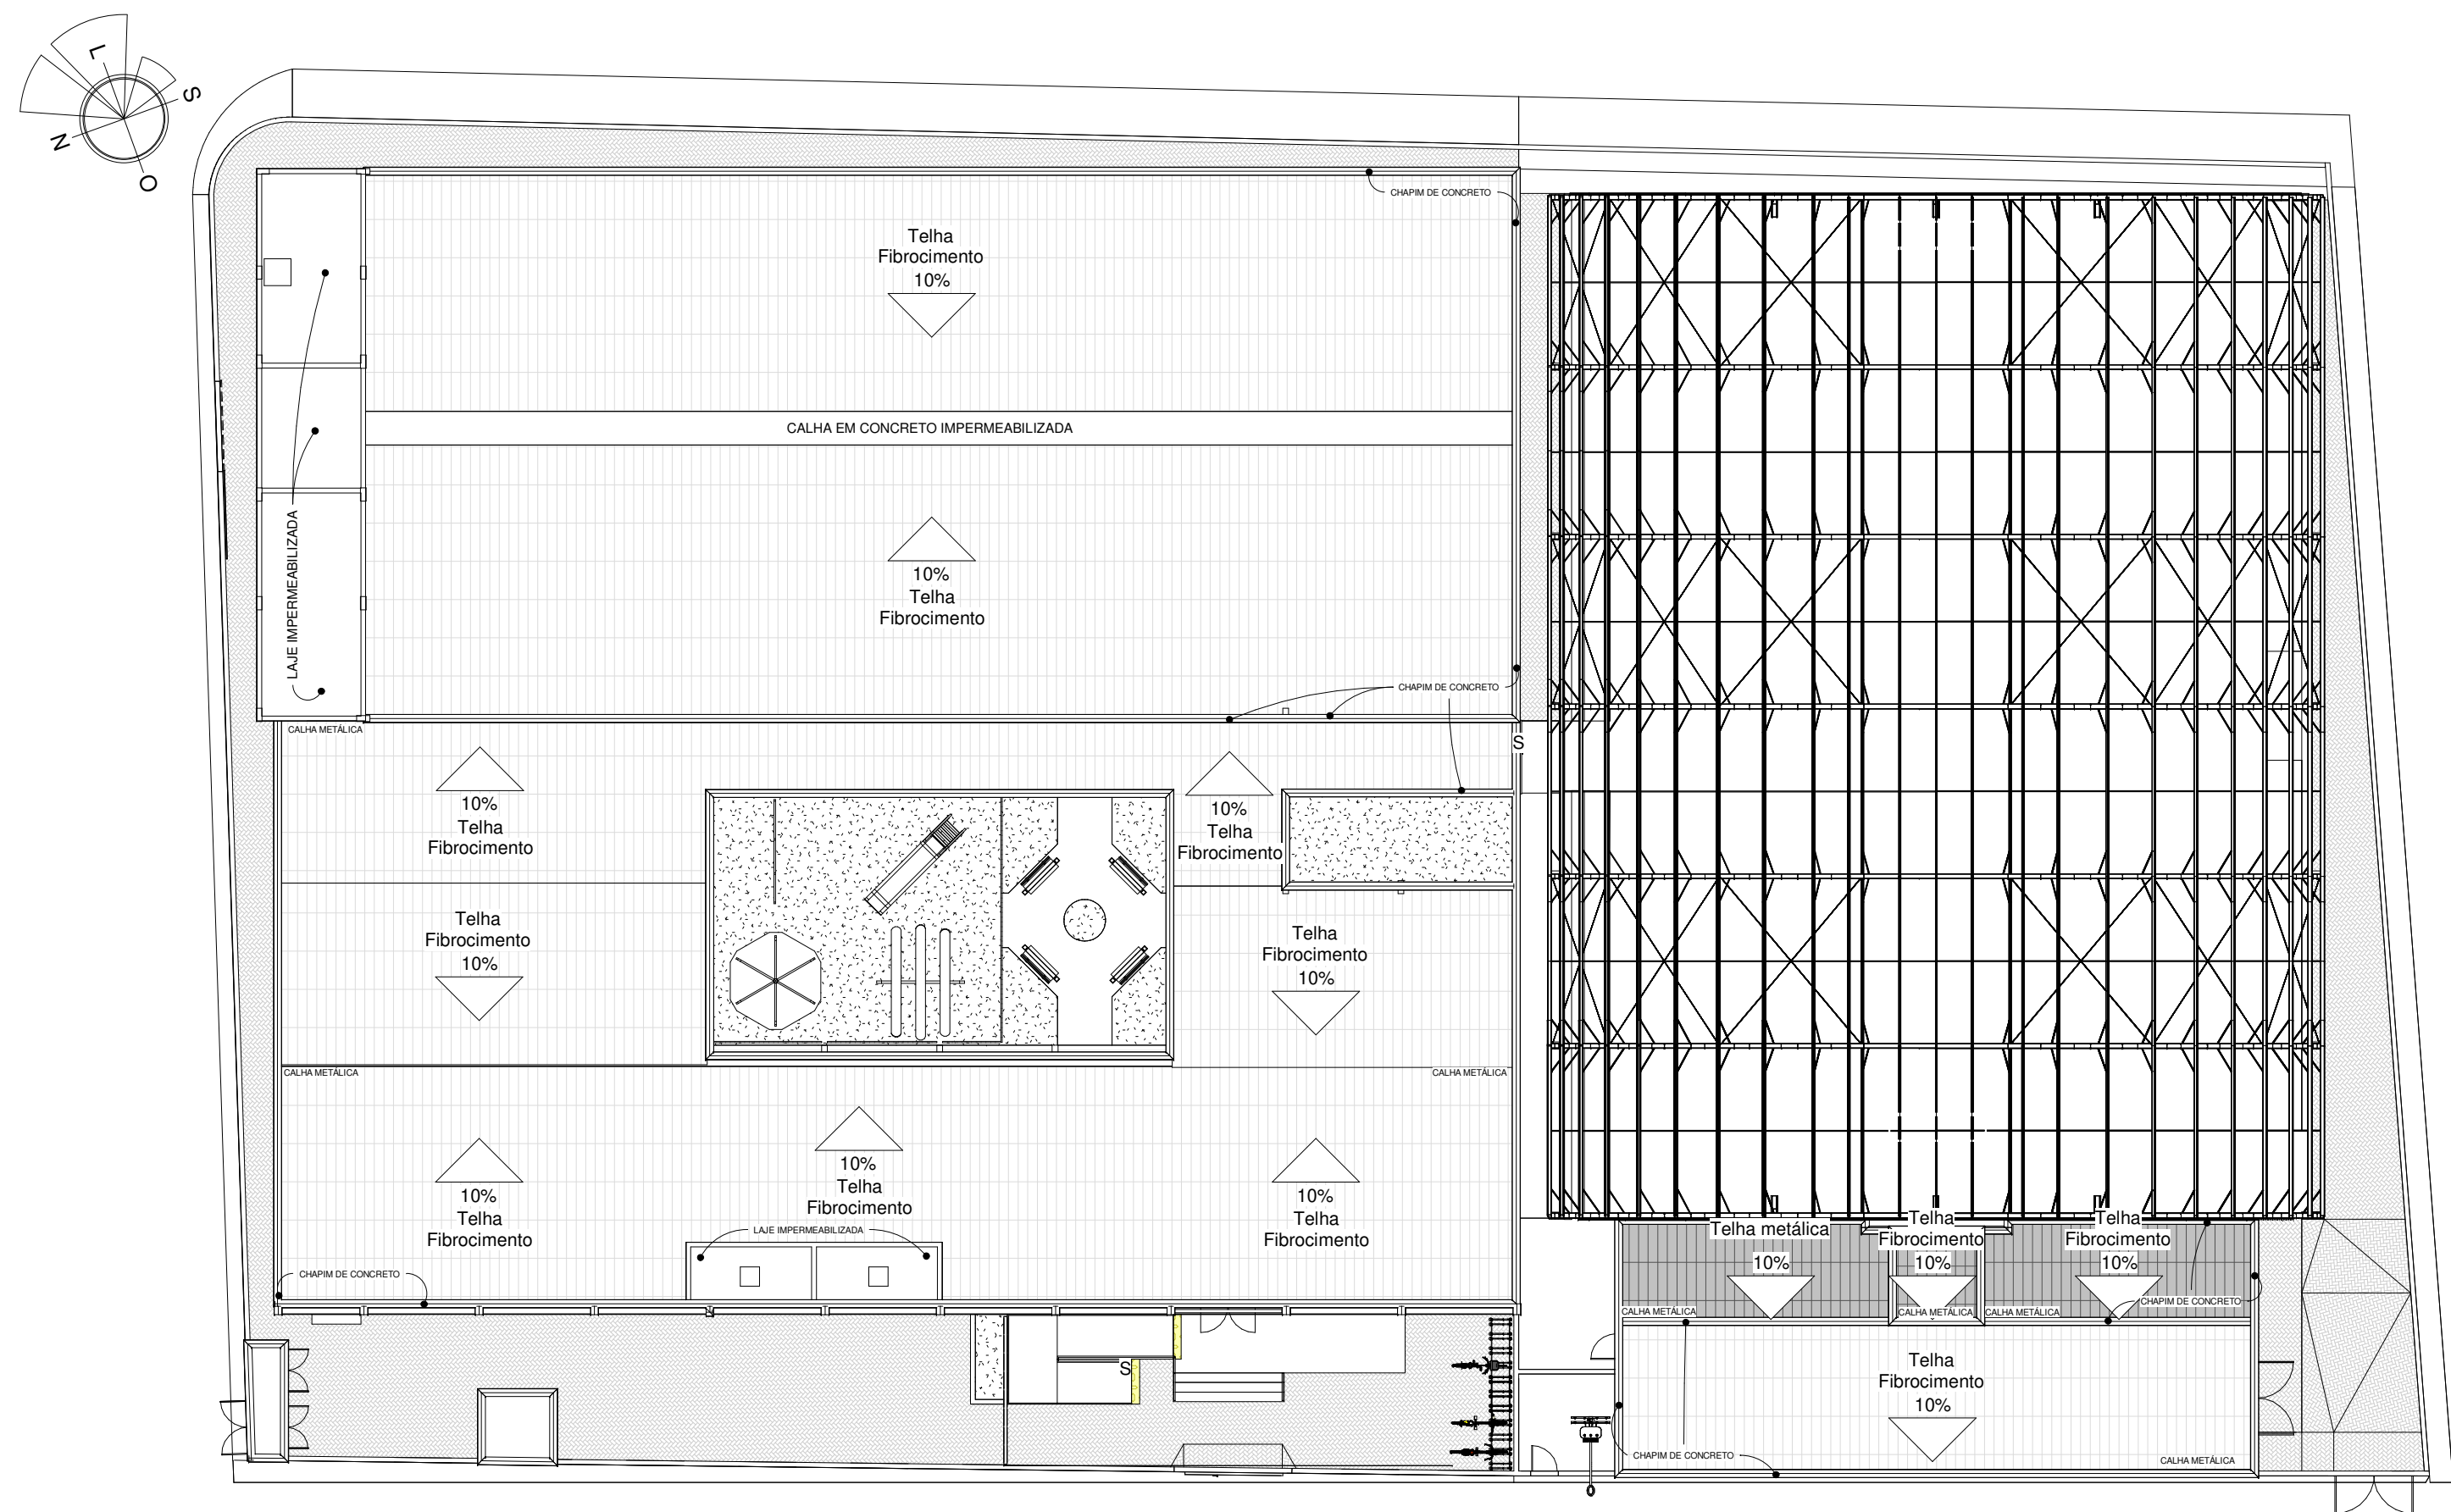 L
S
N
O
CHAPIM DE CONCRETO
Telha
Fibrocimento
10%
CALHA EM CONCRETO IMPERMEABILIZADA
10%
Telha
Fibrocimento
LAJE IMPERMEABILIZADA
CHAPIM DE CONCRETO
CALHA METÁLICA
S
10%
Telha
Fibrocimento
10%
Telha
Fibrocimento
Telha
Fibrocimento
10%
Telha
Fibrocimento
10%
CALHA METÁLICA
CALHA METÁLICA
10%
Telha
Fibrocimento
10%
Telha
Fibrocimento
10%
Telha
Fibrocimento
LAJE IMPERMEABILIZADA
CHAPIM DE CONCRETO
Telha metálica
10%
Telha
Fibrocimento
10%
Telha
Fibrocimento
10%
CALHA METÁLICA
CALHA METÁLICA
CALHA METÁLICA
CHAPIM DE CONCRETO
S
Telha
Fibrocimento
10%
CHAPIM DE CONCRETO
CALHA METÁLICA